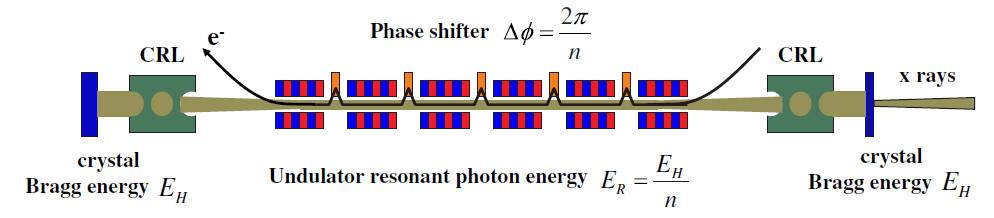 Phase shifter Δϕ = 2π / n
CRL
e-
CRL
x rays
crystal
Bragg energy E_H
Undulator resonant photon energy E_R = E_H / n
crystal
Bragg energy E_H